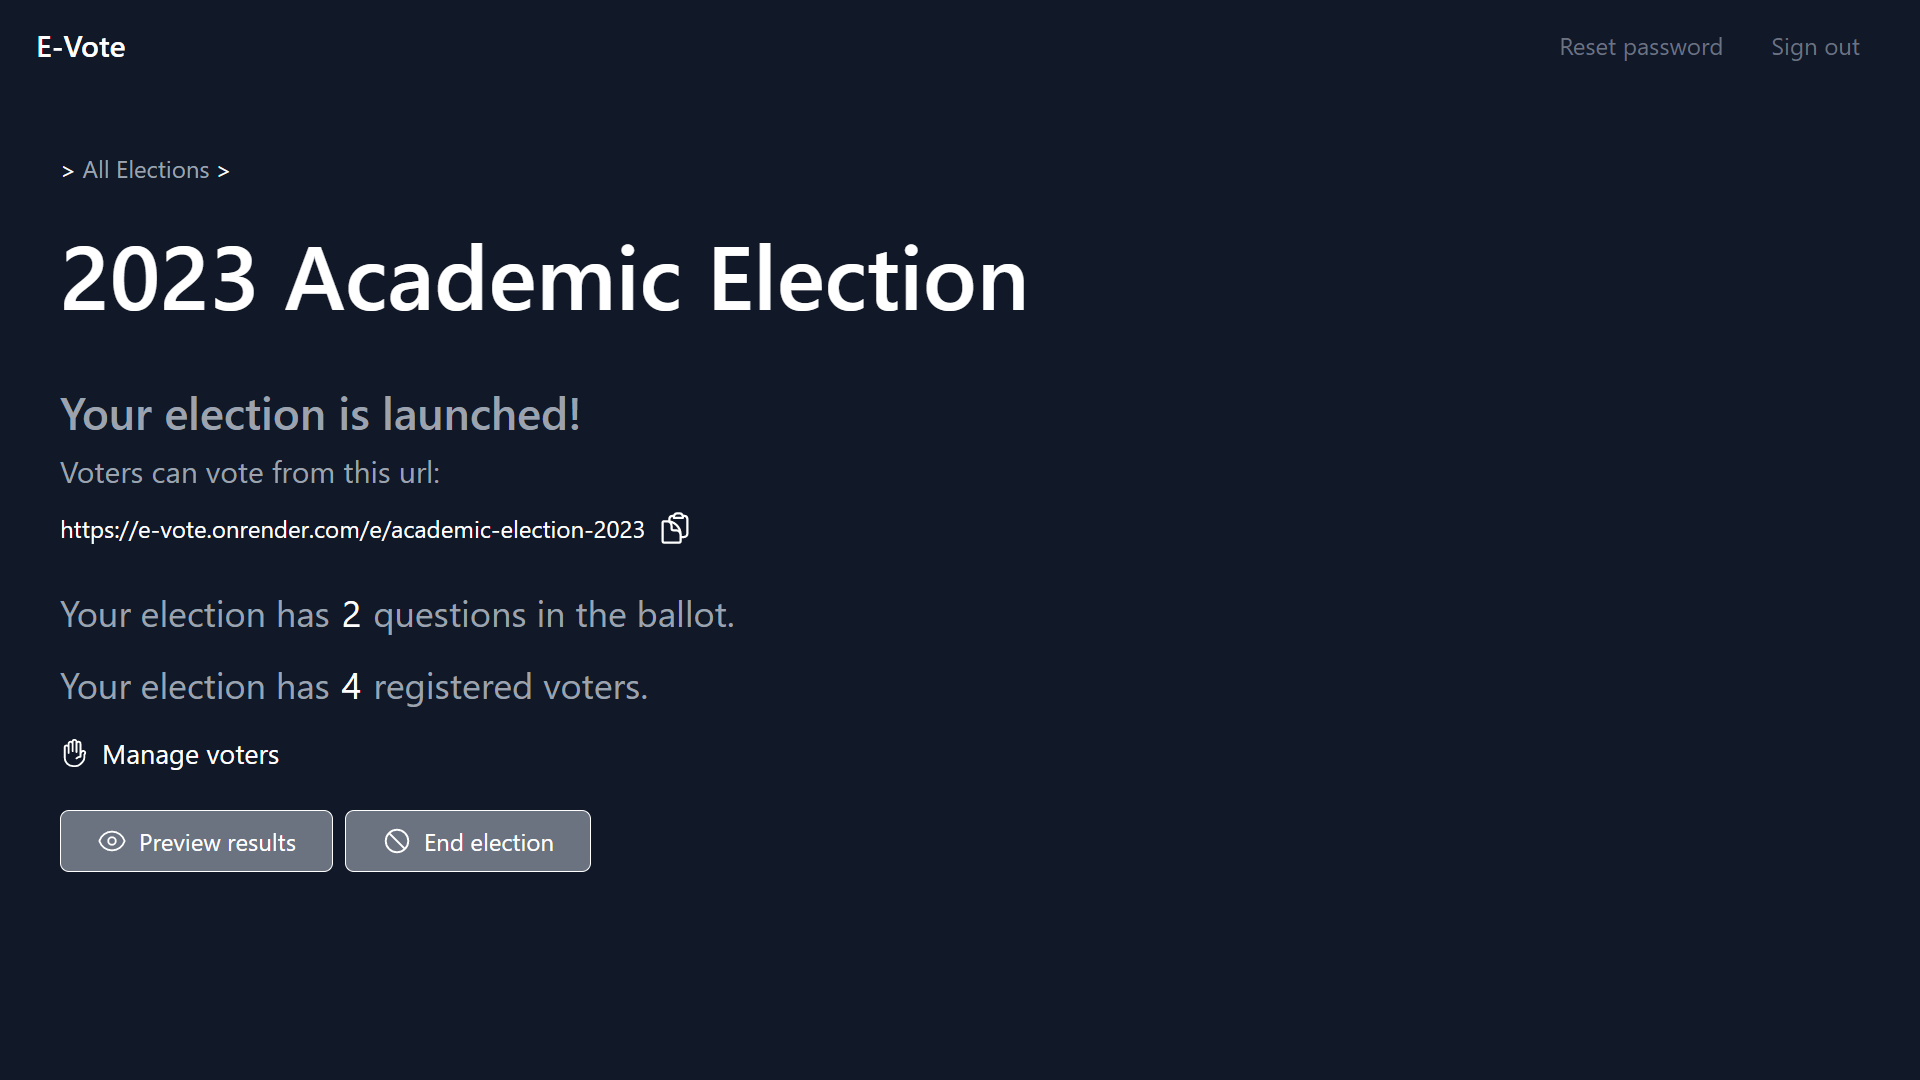 E-Vote
Reset password
Sign out
> All Elections >
2023 Academic Election
Your election is launched!
Voters can vote from this url:
https://e-vote.onrender.com/e/academic-election-2023
Your election has 2 questions in the ballot.
Your election has 4 registered voters.
Manage voters
Preview results
End election